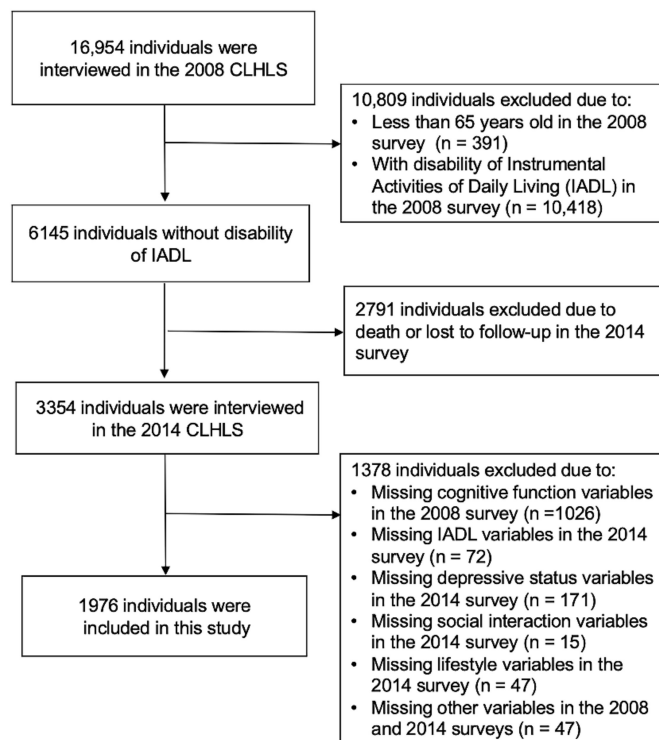 16,954 individuals were
interviewed in the 2008 CLHLS
10,809 individuals excluded due to:
• Less than 65 years old in the 2008
survey (n = 391)
• With disability of Instrumental
Activities of Daily Living (IADL) in
the 2008 survey (n = 10,418)
6145 individuals without disability
of IADL
2791 individuals excluded due to
death or lost to follow-up in the 2014
survey
3354 individuals were interviewed
in the 2014 CLHLS
1378 individuals excluded due to:
• Missing cognitive function variables
in the 2008 survey (n =1026)
• Missing IADL variables in the 2014
survey (n = 72)
• Missing depressive status variables
in the 2014 survey (n = 171)
• Missing social interaction variables
in the 2014 survey (n = 15)
• Missing lifestyle variables in the
2014 survey (n = 47)
• Missing other variables in the 2008
and 2014 surveys (n = 47)
1976 individuals were
included in this study